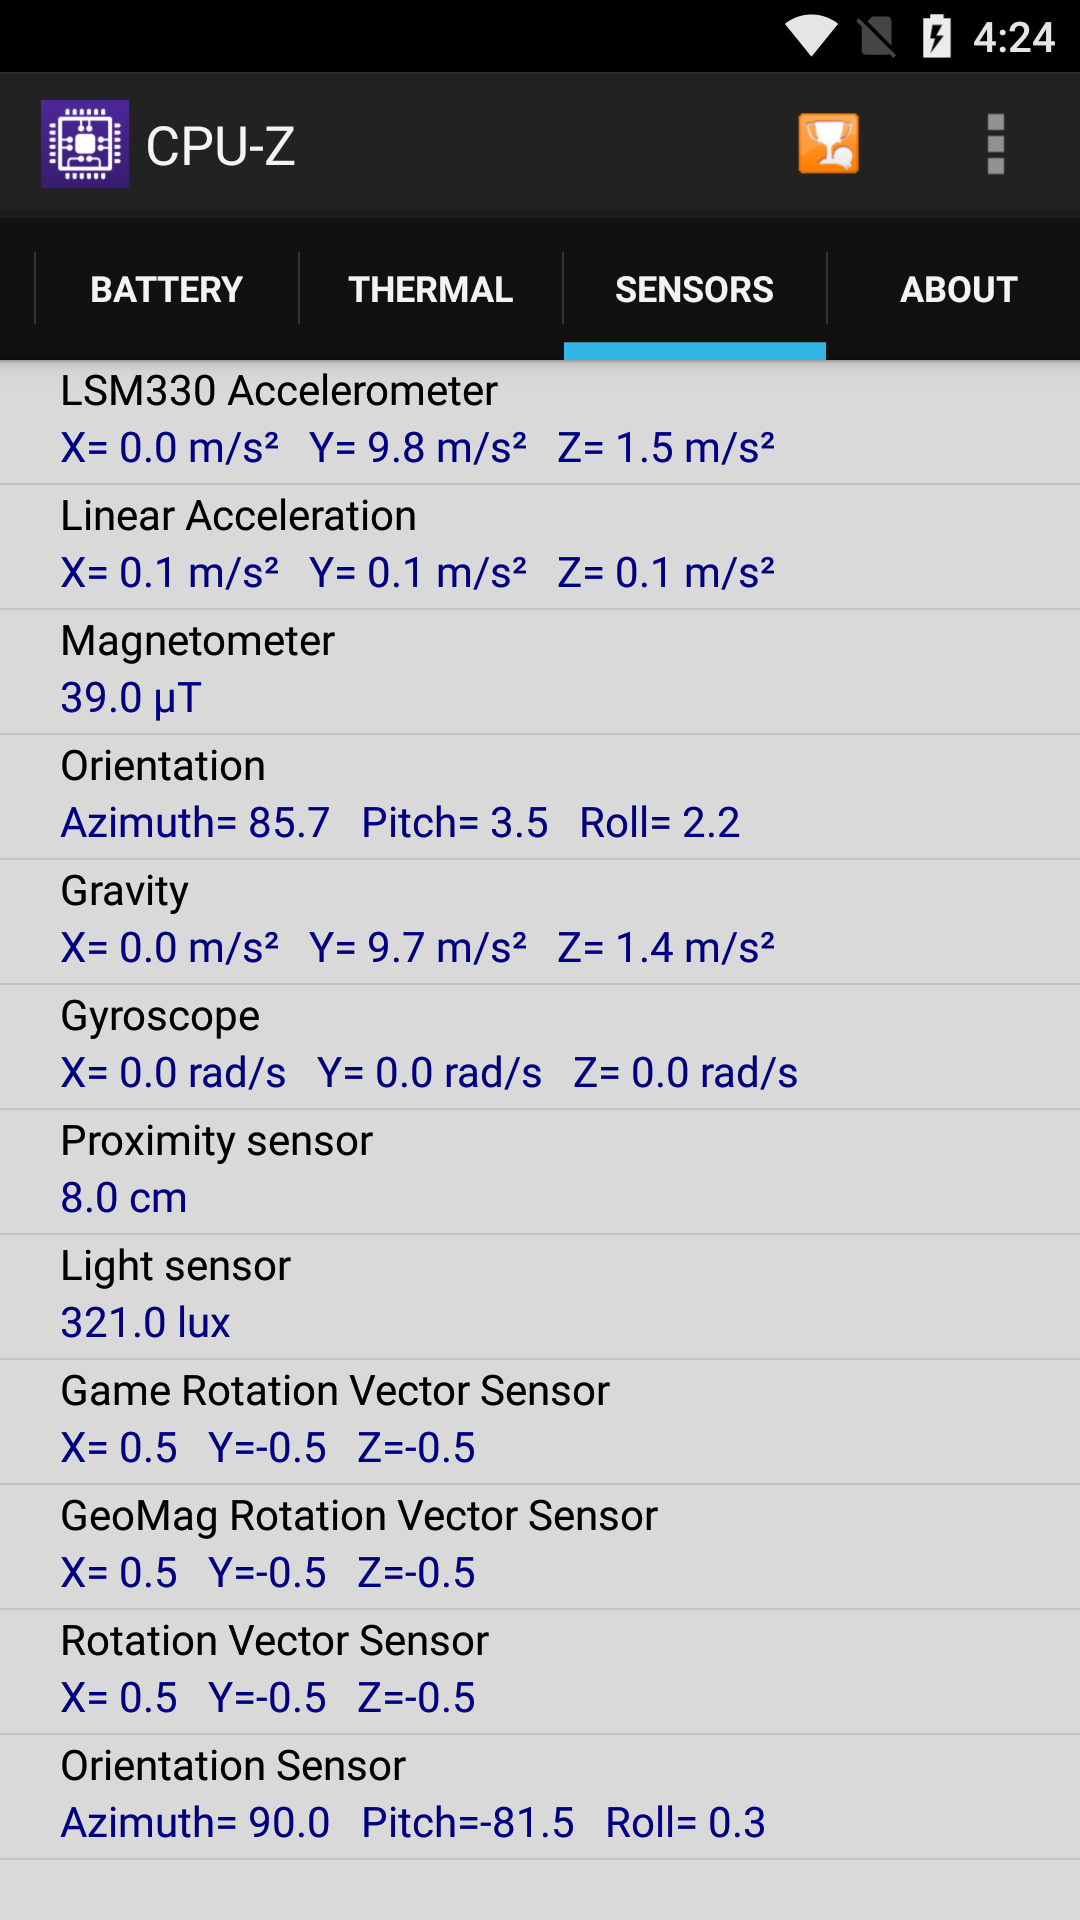 4:24
CPU-Z
BATTERY THERMAL SENSORS ABOUT
LSM330 Accelerometer
X= 0.0 m/s² Y= 9.8 m/s² Z= 1.5 m/s²
Linear Acceleration
X= 0.1 m/s² Y= 0.1 m/s² Z= 0.1 m/s²
Magnetometer
39.0 µT
Orientation
Azimuth= 85.7 Pitch= 3.5 Roll= 2.2
Gravity
X= 0.0 m/s² Y= 9.7 m/s² Z= 1.4 m/s²
Gyroscope
X= 0.0 rad/s Y= 0.0 rad/s Z= 0.0 rad/s
Proximity sensor
8.0 cm
Light sensor
321.0 lux
Game Rotation Vector Sensor
X= 0.5 Y=-0.5 Z=-0.5
GeoMag Rotation Vector Sensor
X= 0.5 Y=-0.5 Z=-0.5
Rotation Vector Sensor
X= 0.5 Y=-0.5 Z=-0.5
Orientation Sensor
Azimuth= 90.0 Pitch=-81.5 Roll= 0.3